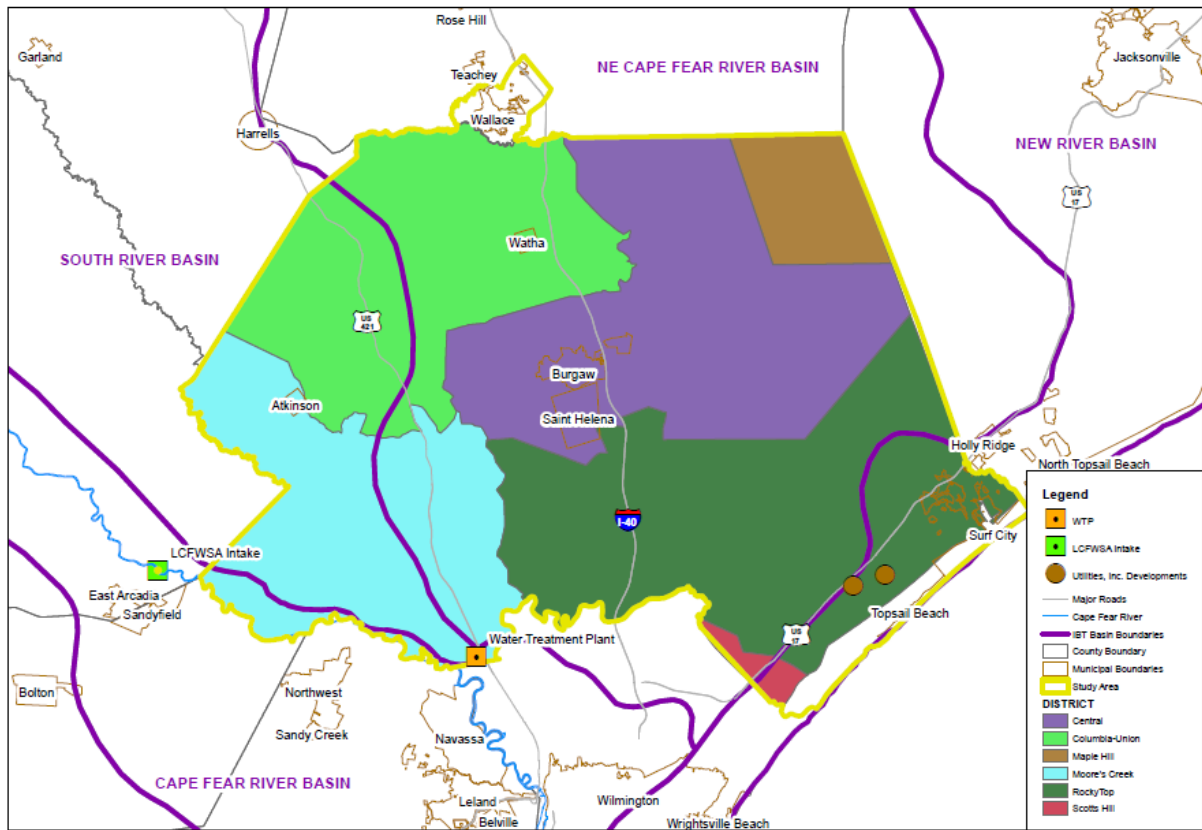 Rose Hill
Garland
Jacksonville
Teachey
NE CAPE FEAR RIVER BASIN
Wallace
Harrells
NEW RIVER BASIN
US
17
Watha
SOUTH RIVER BASIN
US
421
Burgaw
Atkinson
Saint Helena
Holly Ridge
North Topsail Beach
I-40
Surf City
LCFWSA Intake
East Arcadia
Sandyfield
Topsail Beach
US
17
Water Treatment Plant
Bolton
Northwest
Sandy Creek
Navassa
CAPE FEAR RIVER BASIN
Leland
Belville
Wilmington
Wrightsville Beach
Legend
WTP
LCFWSA Intake
Utilities, Inc. Developments
Major Roads
Cape Fear River
IBT Basin Boundaries
County Boundary
Municipal Boundaries
Study Area
DISTRICT
Central
Columbia-Union
Maple Hill
Moore's Creek
RockyTop
Scotts Hill